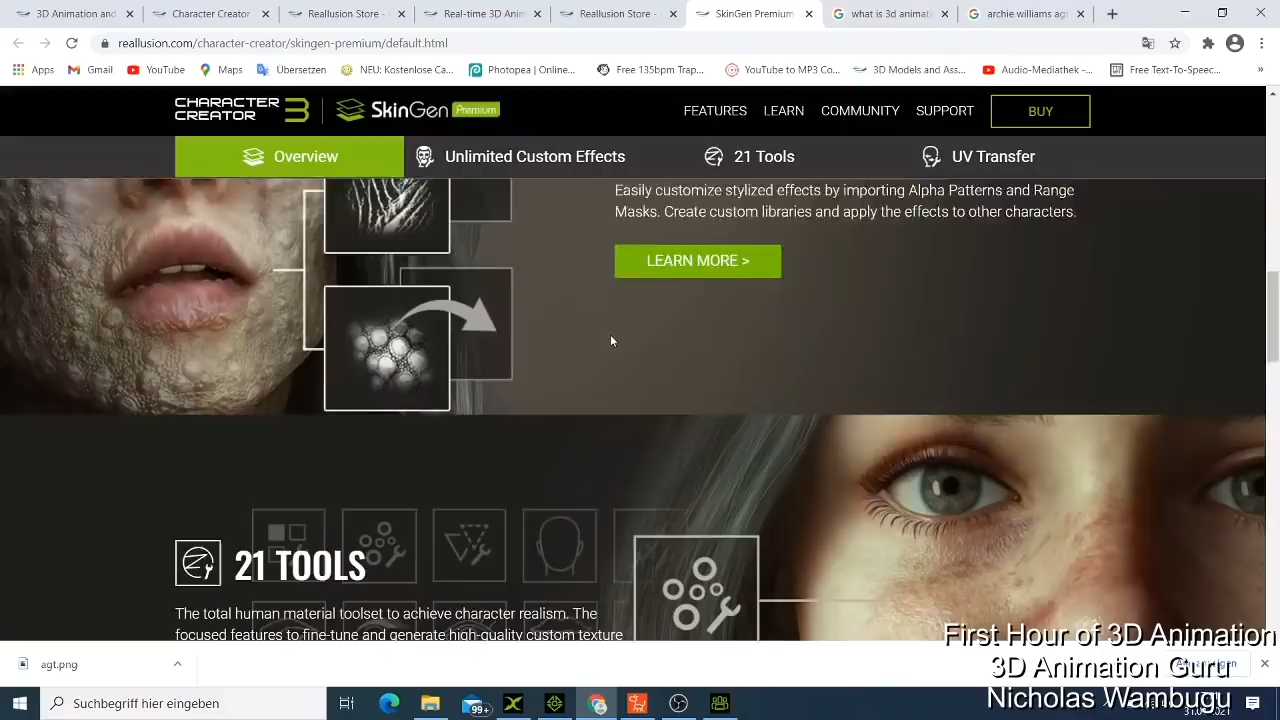 3D Animation and
Character Creator
Reallusion Store -
Real-time 3D Anim
Reallusion Store -
SkinGen Premium
what is 3d animat
archie williams ag
reallusion.com/character-creator/skingen-premium/default.html
Apps
Gmail
YouTube
Maps
Übersetzen
NEU: Kostenlose Ca...
Photopea | Online...
Free 135bpm Trap...
YouTube to MP3 Co...
3D Models and Ass...
Audio-Mediathek -...
Free Text-To-Speec...
CHARACTER CREATOR 3
SkinGen Premium
FEATURES
LEARN
COMMUNITY
SUPPORT
BUY
Overview
Unlimited Custom Effects
21 Tools
UV Transfer
Easily customize stylized effects by importing Alpha Patterns and Range
Masks. Create custom libraries and apply the effects to other characters.
LEARN MORE >
21 TOOLS
The total human material toolset to achieve character realism. The
focused features to fine-tune and generate high-quality custom texture
First Hour of 3D Animation
3D Animation Guru
Nicholas Wambugu
agt.png
Suchbegriff hier eingeben
99+